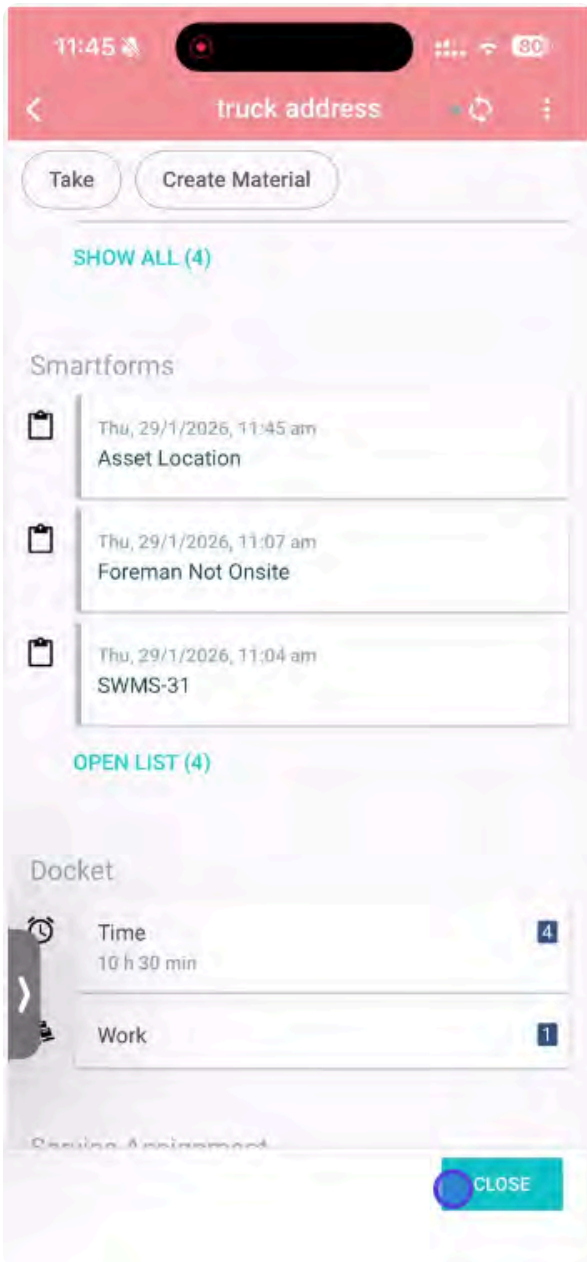 11:45
80
truck address
Take
Create Material
SHOW ALL (4)
Smartforms
Thu, 29/1/2026, 11:45 am
Asset Location
Thu, 29/1/2026, 11:07 am
Foreman Not Onsite
Thu, 29/1/2026, 11:04 am
SWMS-31
OPEN LIST (4)
Docket
Time
4
10 h 30 min
Work
1
CLOSE